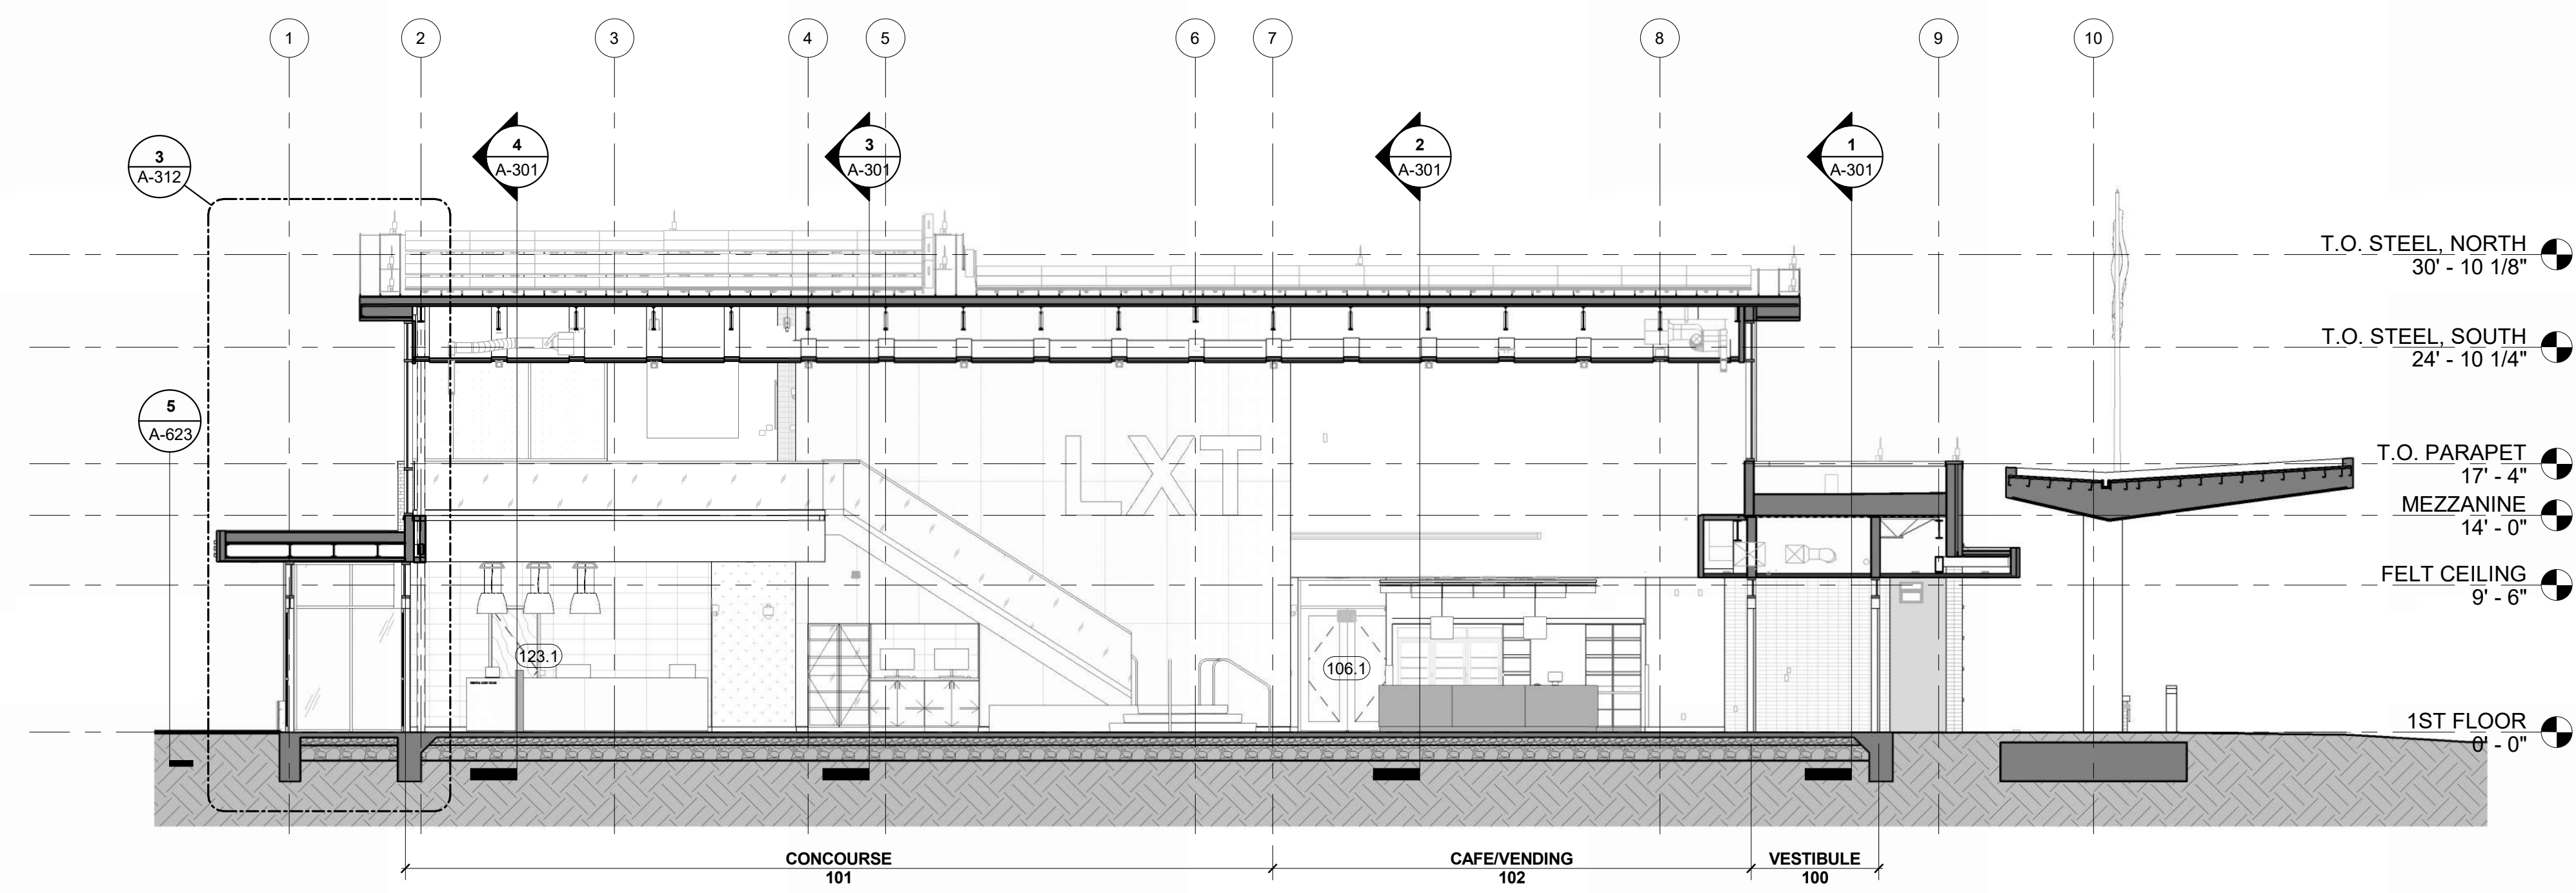 1 2 3 4 5 6 7 8 9 10
4
A-301
3
A-301
2
A-301
1
A-301
3
A-312
T.O. STEEL, NORTH
30' - 10 1/8"
T.O. STEEL, SOUTH
24' - 10 1/4"
5
A-623
LXT
T.O. PARAPET
17' - 4"
MEZZANINE
14' - 0"
FELT CEILING
9' - 6"
123.1
106.1
1ST FLOOR
0' - 0"
CONCOURSE
101
CAFE/VENDING
102
VESTIBULE
100